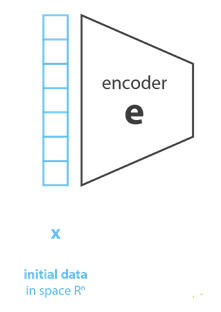 encoder
e
x
initial data
in space Rⁿ